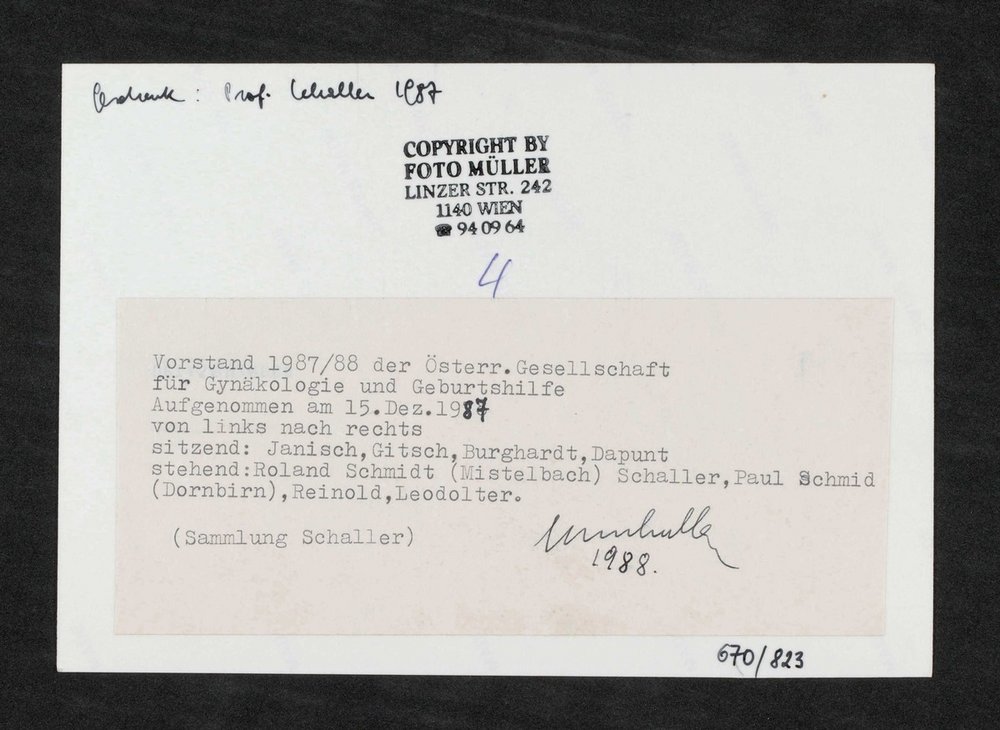 Geschenk: Prof. Schaller 1987
COPYRIGHT BY
FOTO MÜLLER
LINZER STR. 242
1140 WIEN
☎ 94 09 64
4
Vorstand 1987/88 der Österr.Gesellschaft
für Gynäkologie und Geburtshilfe
Aufgenommen am 15.Dez.1987
von links nach rechts
sitzend: Janisch,Gitsch,Burghardt,Dapunt
stehend:Roland Schmidt (Mistelbach) Schaller,Paul Schmid
(Dornbirn),Reinold,Leodolter.
(Sammlung Schaller)
1988.
670/823